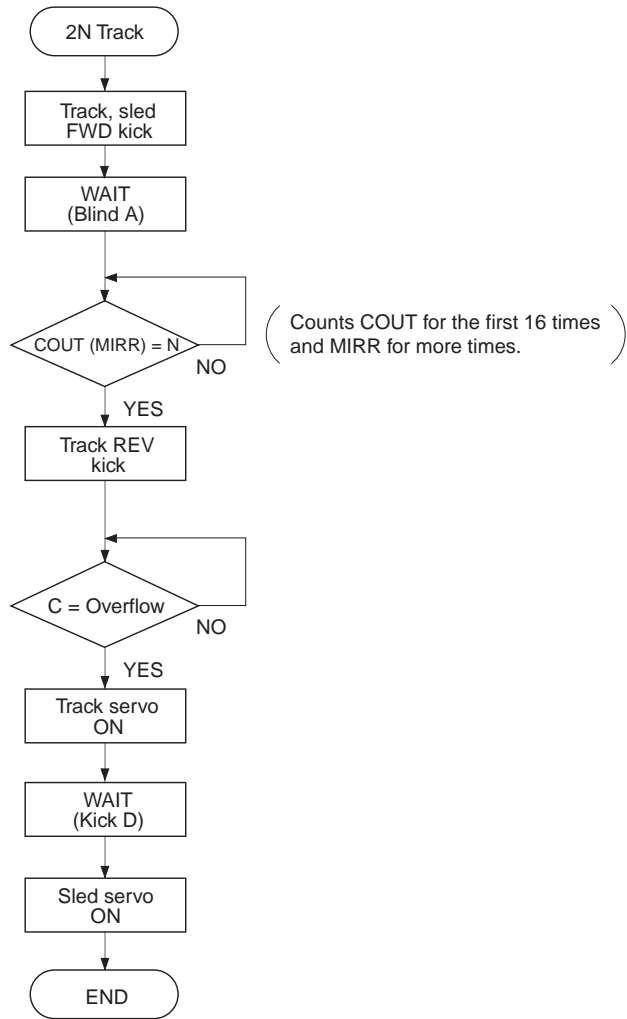 2N Track
Track, sled
FWD kick
WAIT
(Blind A)
COUT (MIRR) = N
NO
Counts COUT for the first 16 times
and MIRR for more times.
YES
Track REV
kick
C = Overflow
NO
YES
Track servo
ON
WAIT
(Kick D)
Sled servo
ON
END